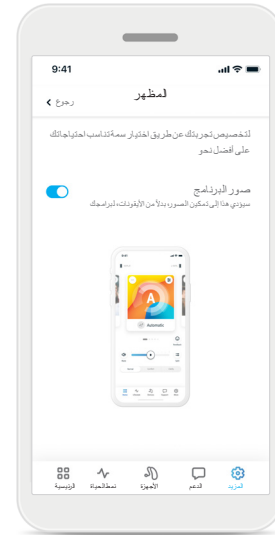 9:41
المظهر
رجوع
لتخصيص تجربتك عن طريق اختيار سمة تناسب احتياجاتك
على أفضل نحو
صور البرنامج
سيؤدي هذا إلى تمكين الصور، بدلاً من الأيقونات، لبرامجك
A
Automatic
الرئيسية
نمط الحياة
الأجهزة
الدعم
المزيد